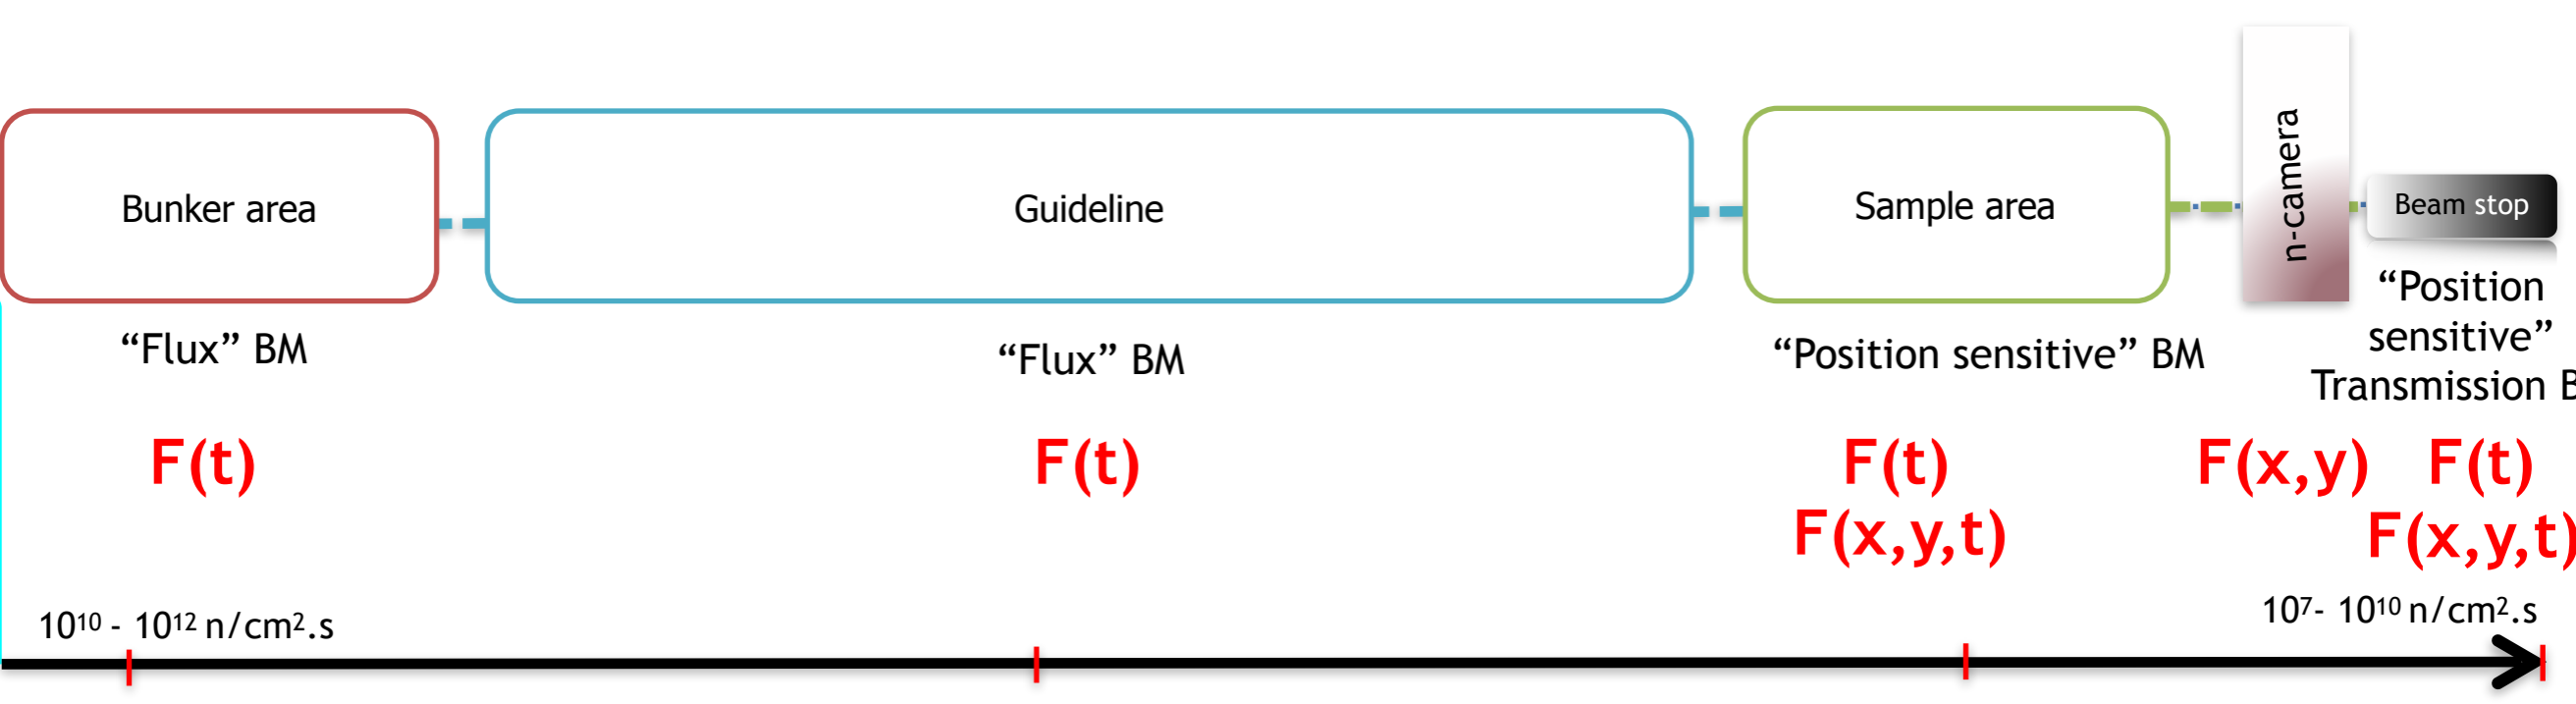 Bunker area
Guideline
Sample area
n-camera
Beam stop
“Flux” BM
“Flux” BM
“Position sensitive” BM
“Position
sensitive”
Transmission B
F(t)
F(t)
F(t)
F(x,y)
F(t)
F(x,y,t)
F(x,y,t)
10¹⁰ - 10¹² n/cm².s
10⁷- 10¹⁰ n/cm².s